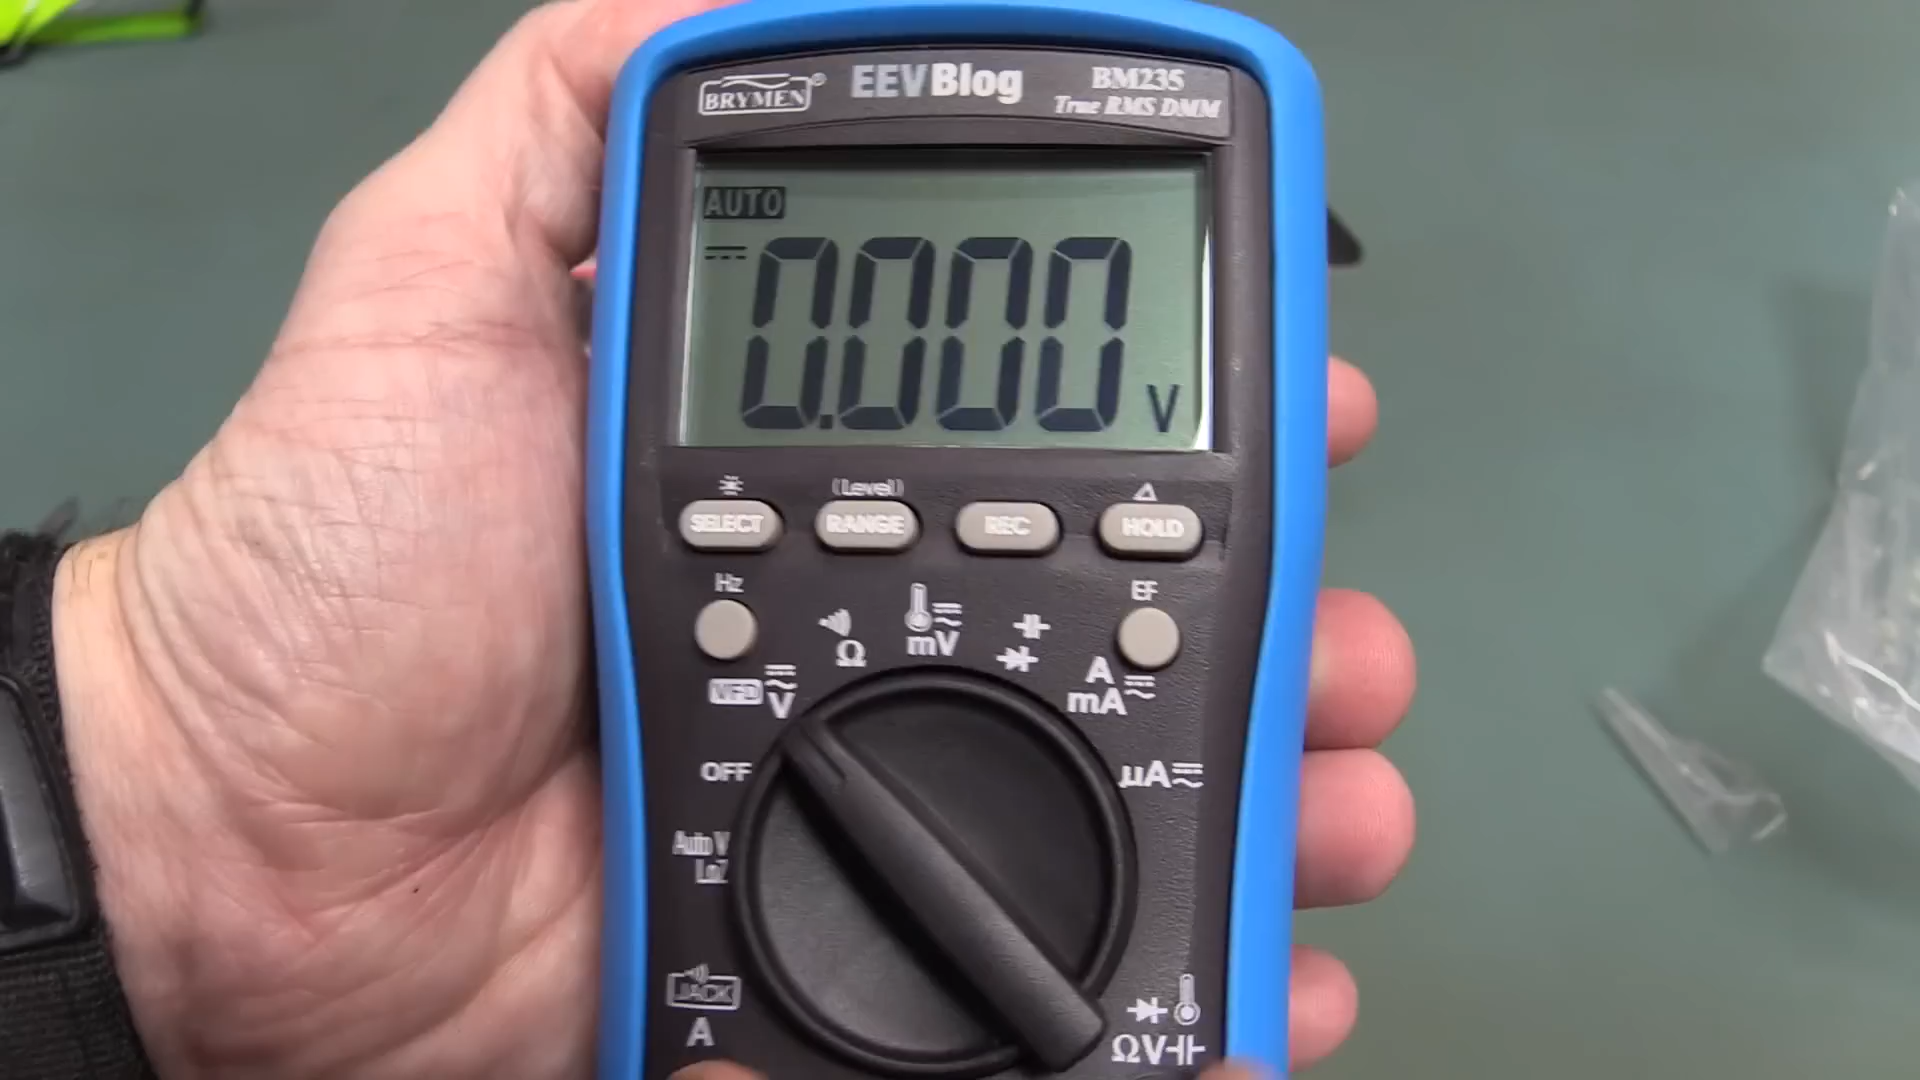 BRYMEN®
EEVBlog
BM235
True RMS DMM
AUTO
0.000 V
(Level)
SELECT RANGE REC HOLD
Hz
EF
Ω
mV
A
mA
VFD V
OFF
µA
Auto V
LoZ
JACK
A
ΩV